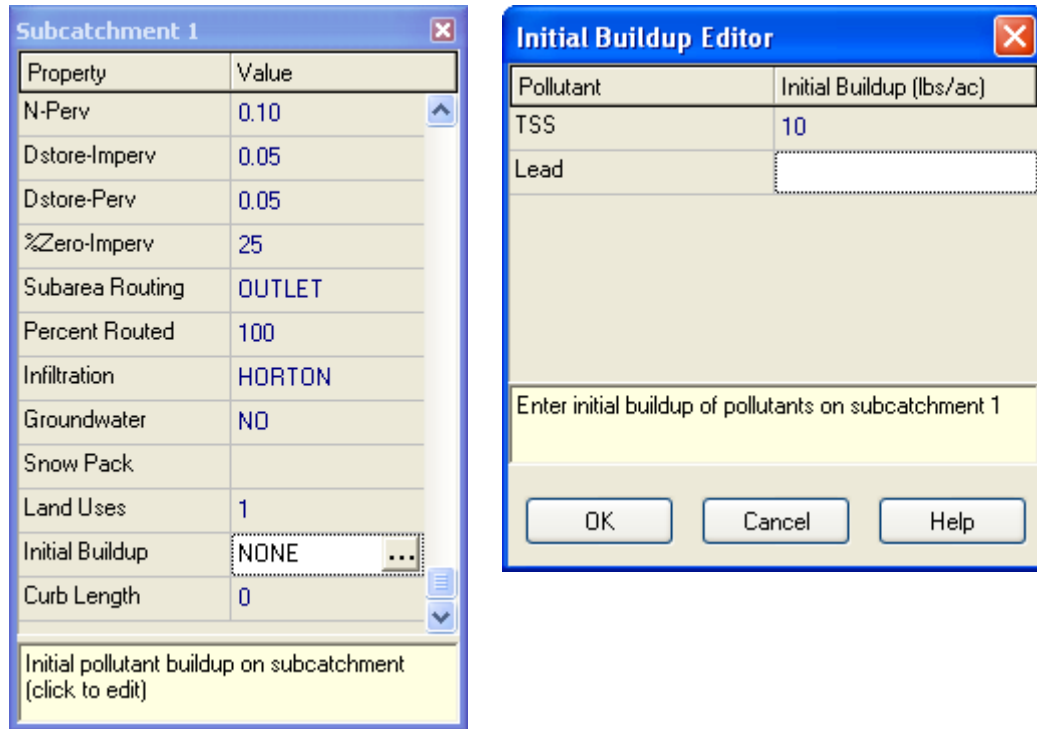 Subcatchment 1
Property Value
N-Perv 0.10
Dstore-Imperv 0.05
Dstore-Perv 0.05
%Zero-Imperv 25
Subarea Routing OUTLET
Percent Routed 100
Infiltration HORTON
Groundwater NO
Snow Pack
Land Uses 1
Initial Buildup NONE ...
Curb Length 0
Initial pollutant buildup on subcatchment
(click to edit)
Initial Buildup Editor
Pollutant Initial Buildup (lbs/ac)
TSS 10
Lead
Enter initial buildup of pollutants on subcatchment 1
OK Cancel Help